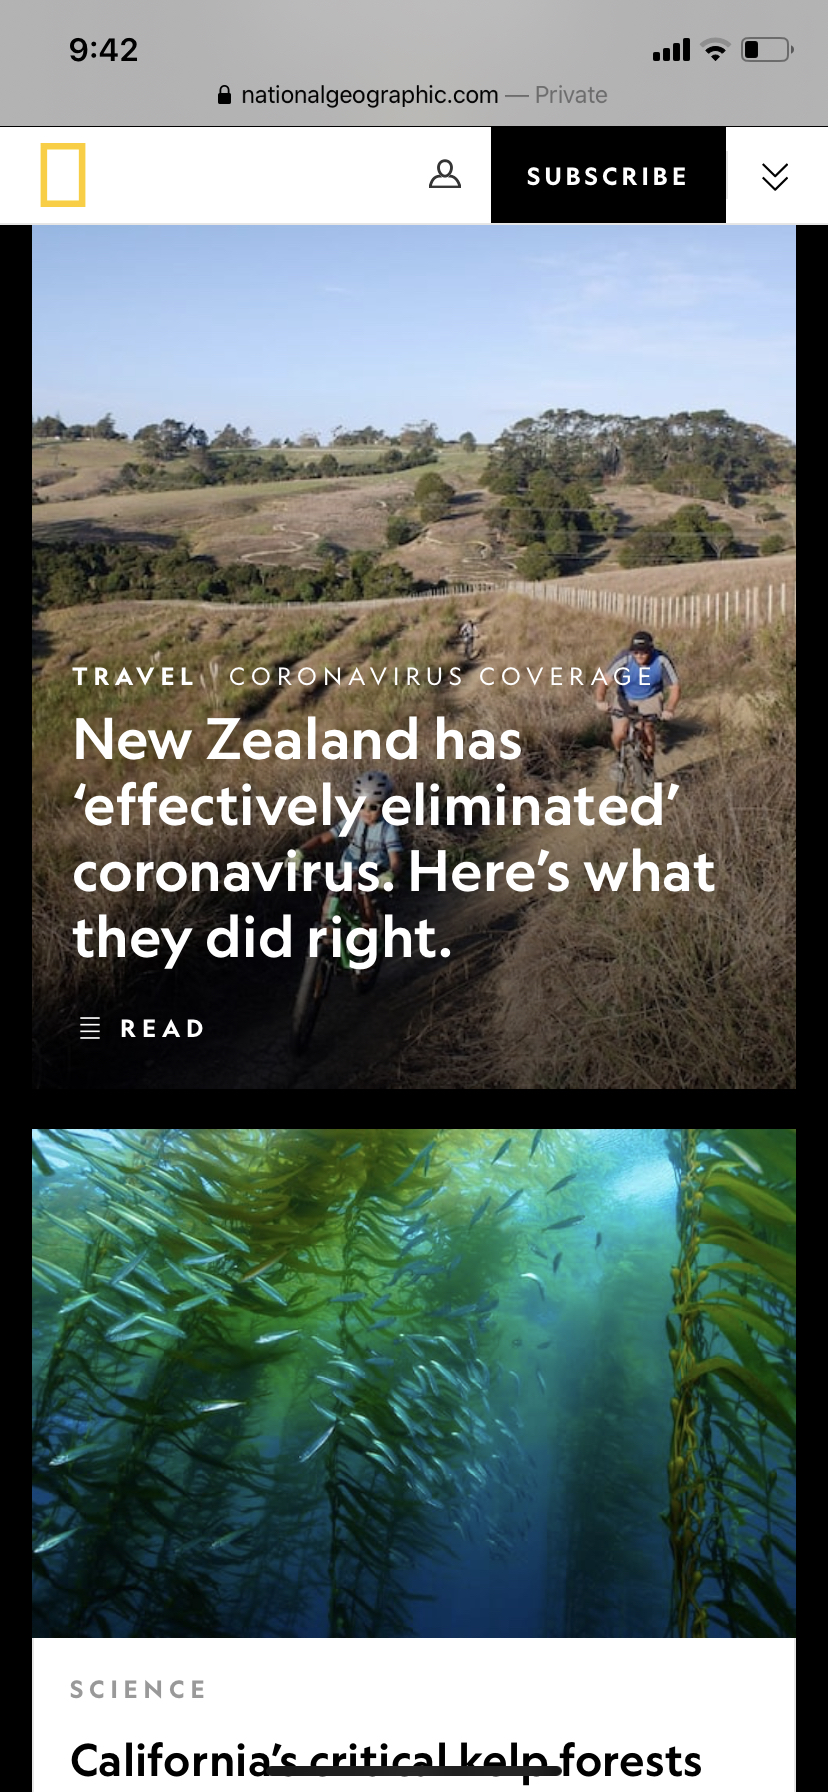 9:42
nationalgeographic.com — Private
SUBSCRIBE
TRAVEL CORONAVIRUS COVERAGE
New Zealand has
‘effectively eliminated’
coronavirus. Here’s what
they did right.
READ
SCIENCE
California’s critical kelp forests